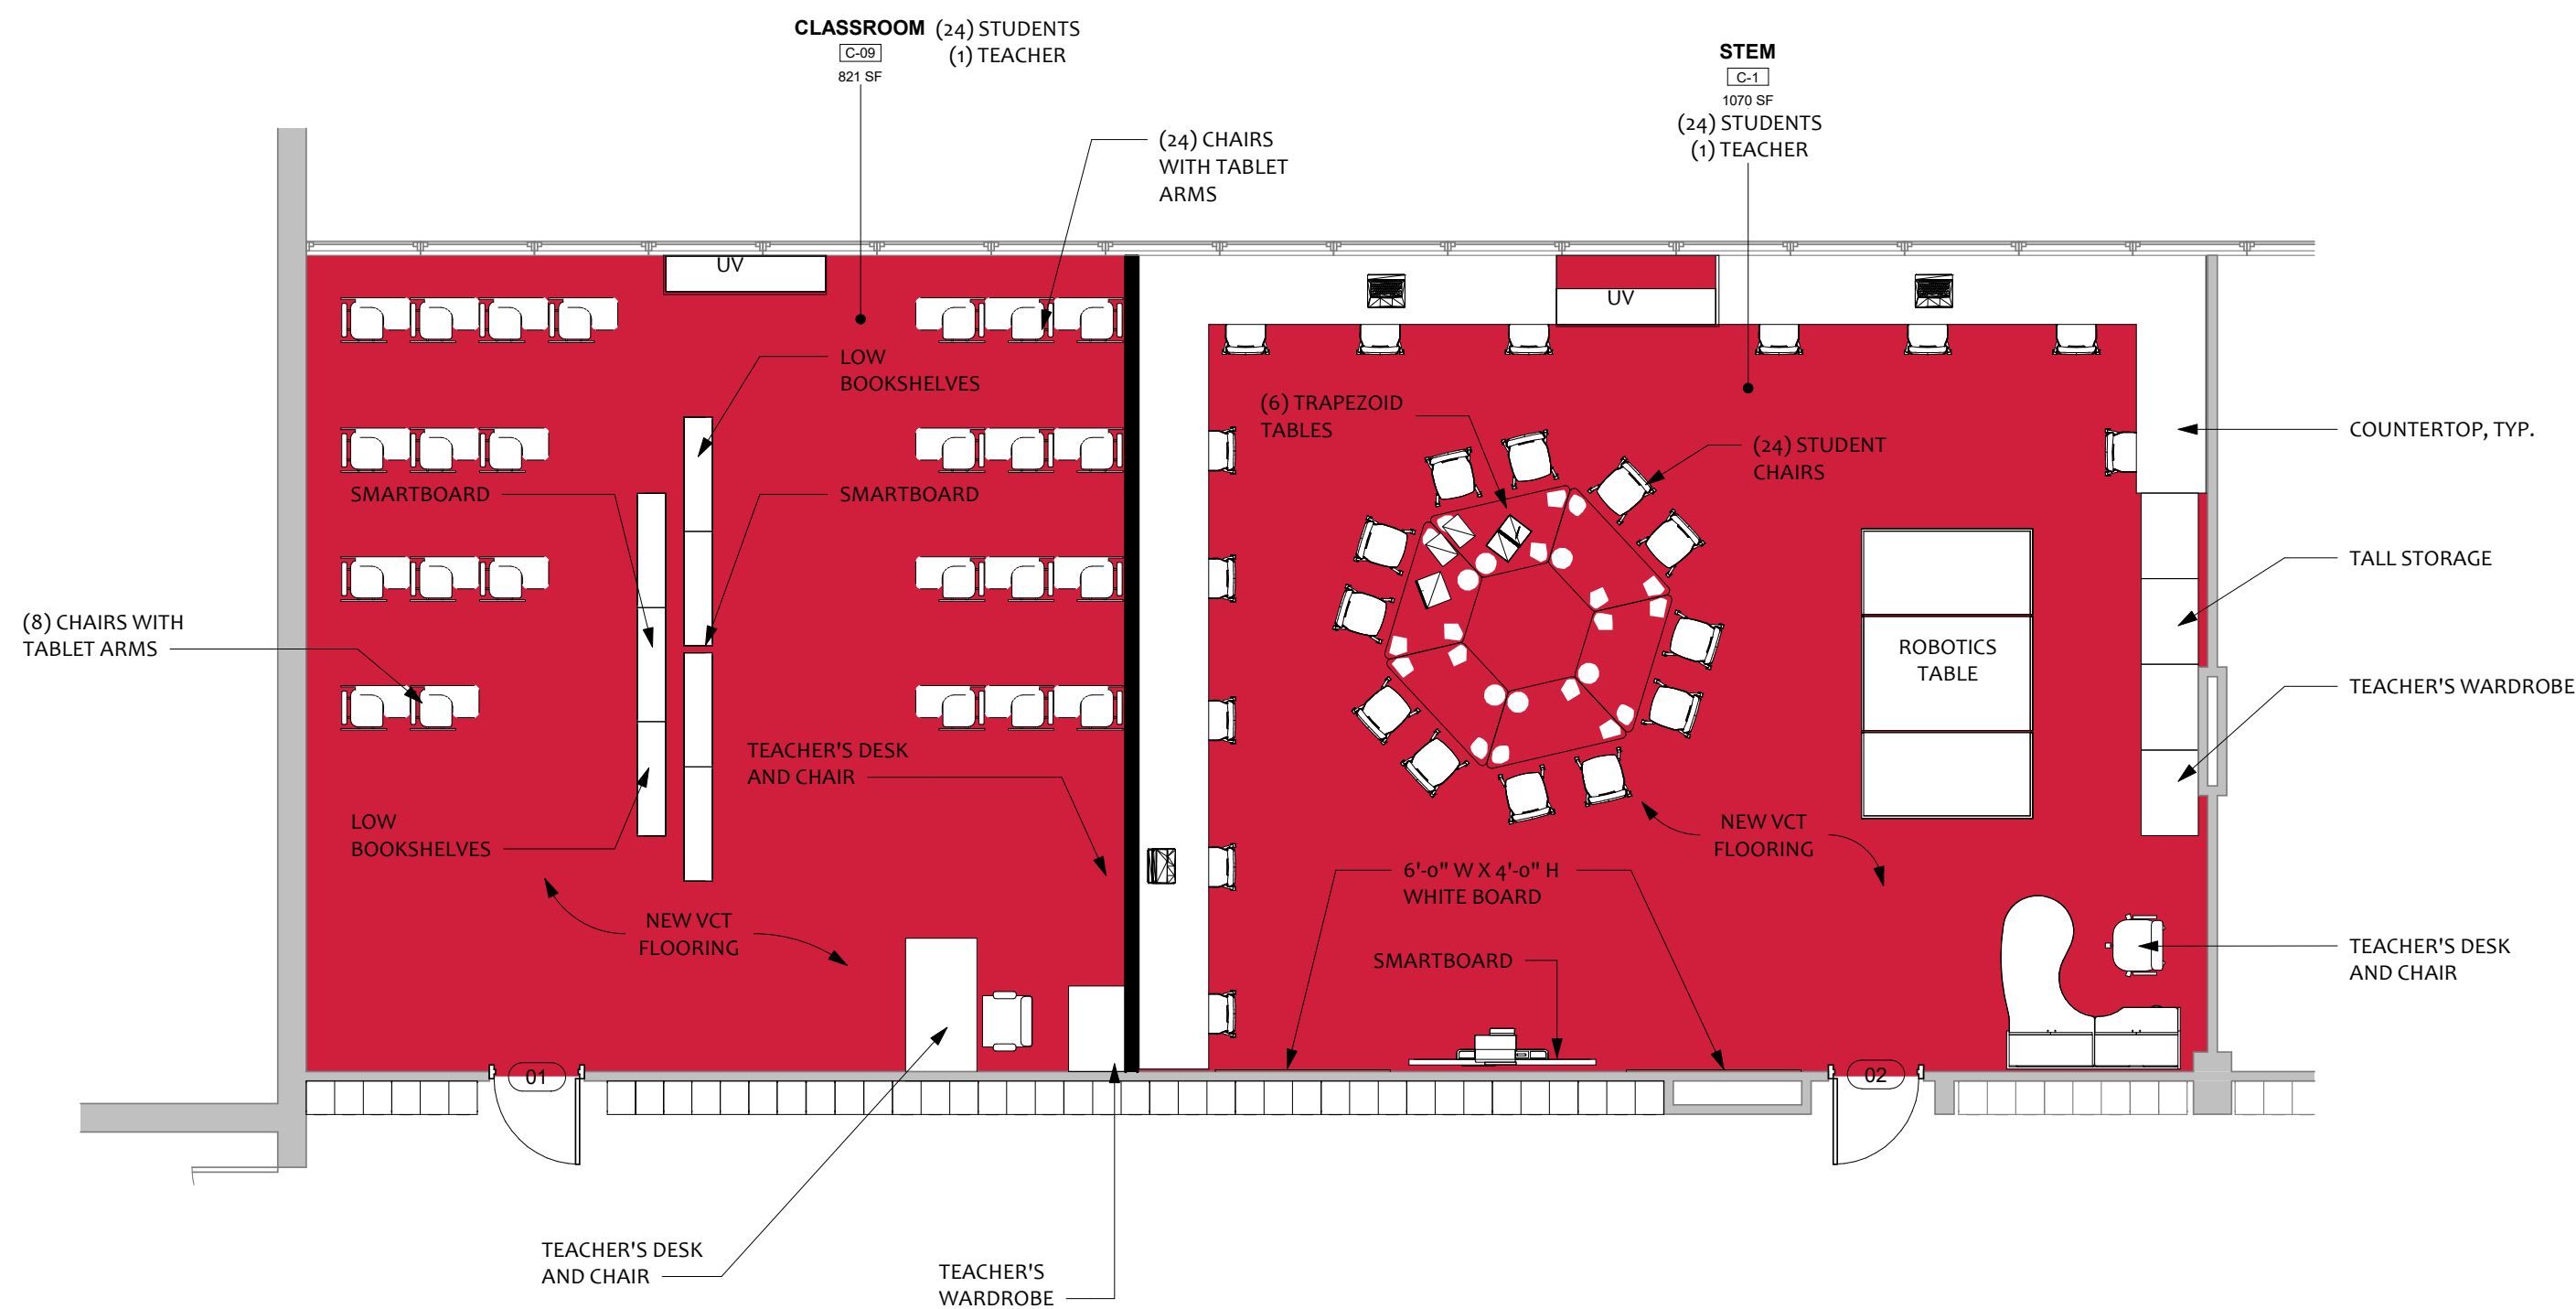 CLASSROOM (24) STUDENTS
C-09 (1) TEACHER
821 SF
STEM
C-1
1070 SF
(24) STUDENTS
(1) TEACHER
(24) CHAIRS
WITH TABLET
ARMS
UV
UV
LOW
BOOKSHELVES
(6) TRAPEZOID
TABLES
(24) STUDENT
CHAIRS
COUNTERTOP, TYP.
SMARTBOARD
SMARTBOARD
TALL STORAGE
(8) CHAIRS WITH
TABLET ARMS
ROBOTICS
TABLE
TEACHER'S WARDROBE
TEACHER'S DESK
AND CHAIR
LOW
BOOKSHELVES
NEW VCT
FLOORING
6'-0" W X 4'-0" H
WHITE BOARD
NEW VCT
FLOORING
SMARTBOARD
TEACHER'S DESK
AND CHAIR
01
02
TEACHER'S DESK
AND CHAIR
TEACHER'S
WARDROBE